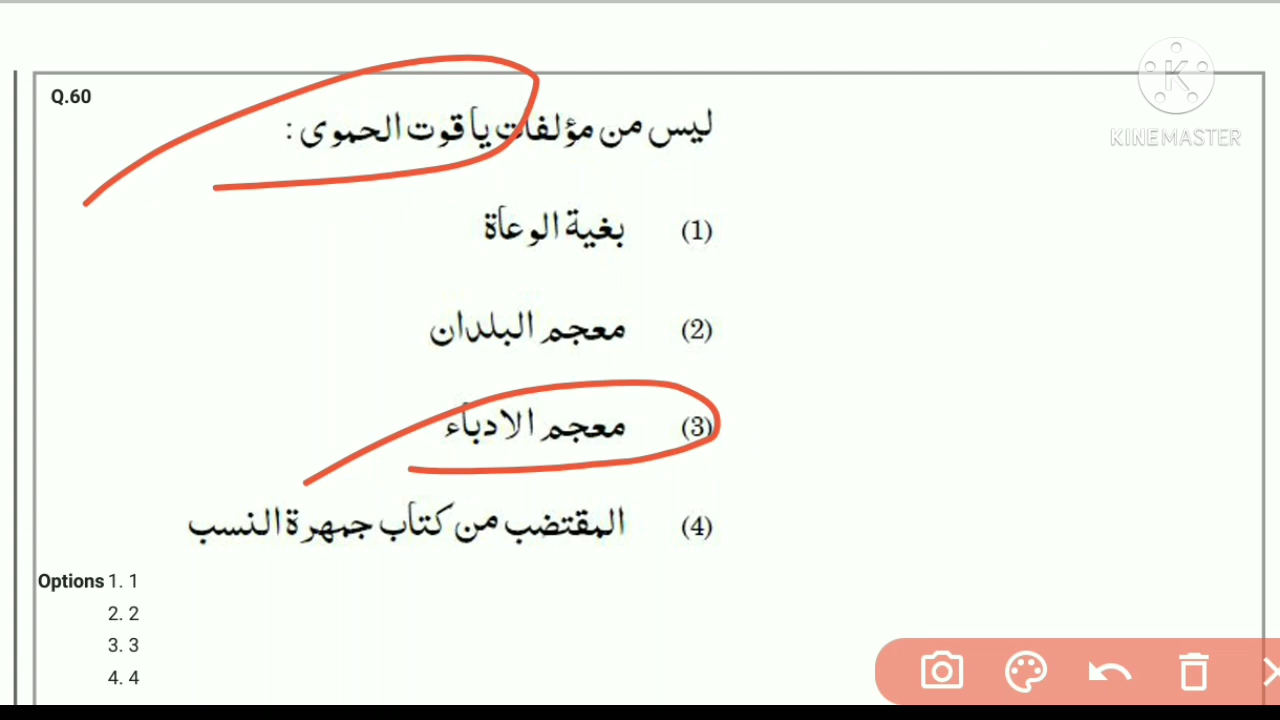 Q.60
ليس من مؤلفات ياقوت الحموى :
(1) بغية الوعاة
(2) معجم البلدان
(3) معجم الادباء
(4) المقتضب من كتاب جمهرة النسب
Options 1. 1
2. 2
3. 3
4. 4
K
KINEMASTER